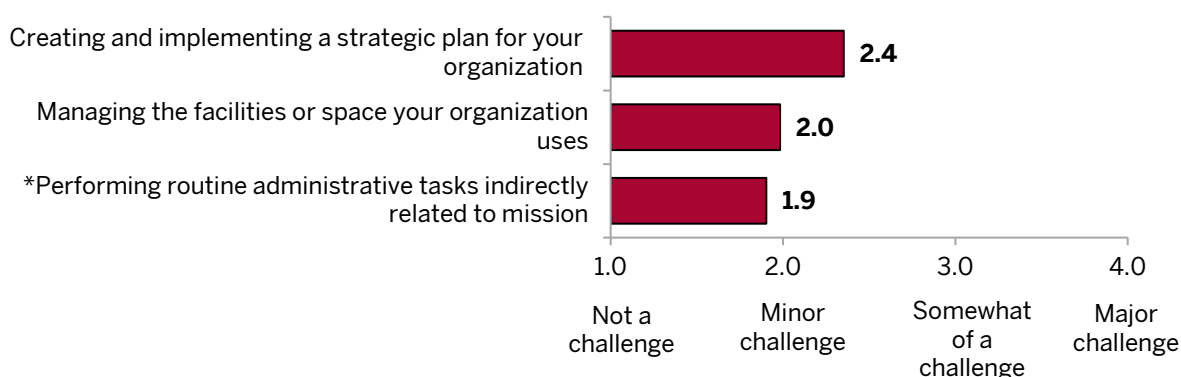 Creating and implementing a strategic plan for your
organization
2.4
Managing the facilities or space your organization
uses
2.0
*Performing routine administrative tasks indirectly
related to mission
1.9
1.0
2.0
3.0
4.0
Not a
challenge
Minor
challenge
Somewhat
of a
challenge
Major
challenge